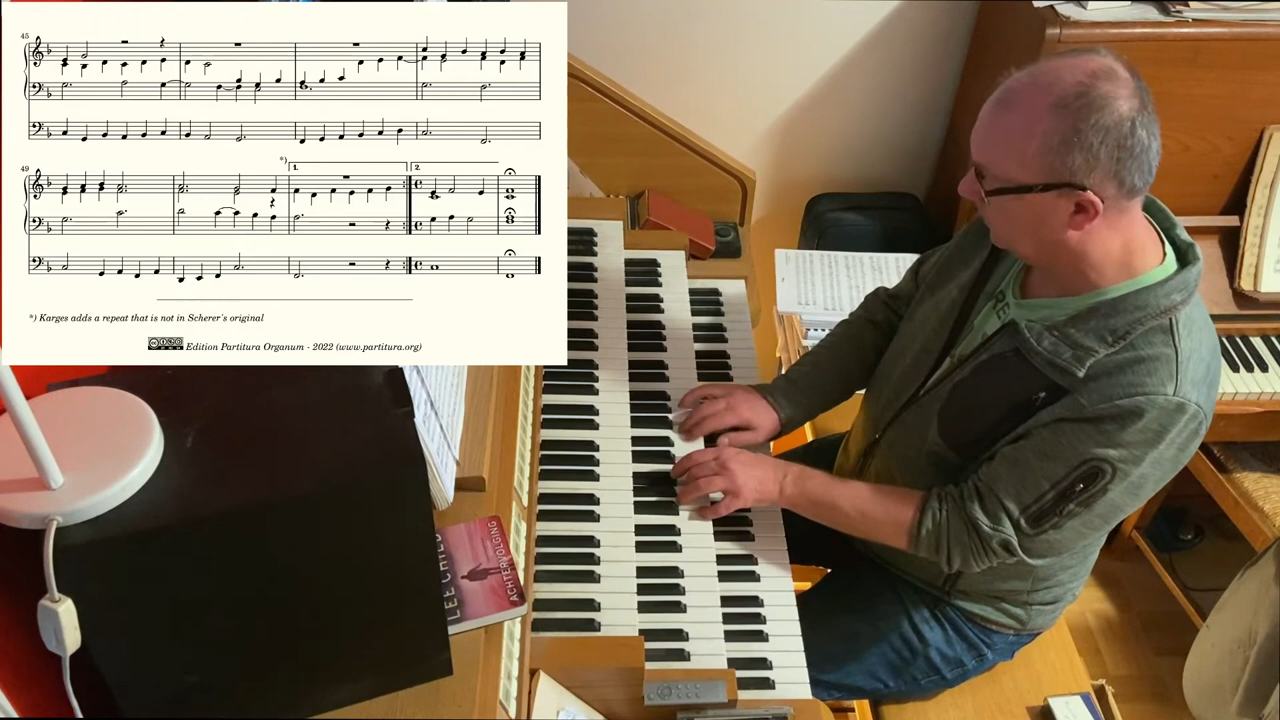 45
49
*)
1.
2.
*) Karges adds a repeat that is not in Scherer's original
Edition Partitura Organum - 2022 (www.partitura.org)
LEE CHILD
ACHTERVOLGING